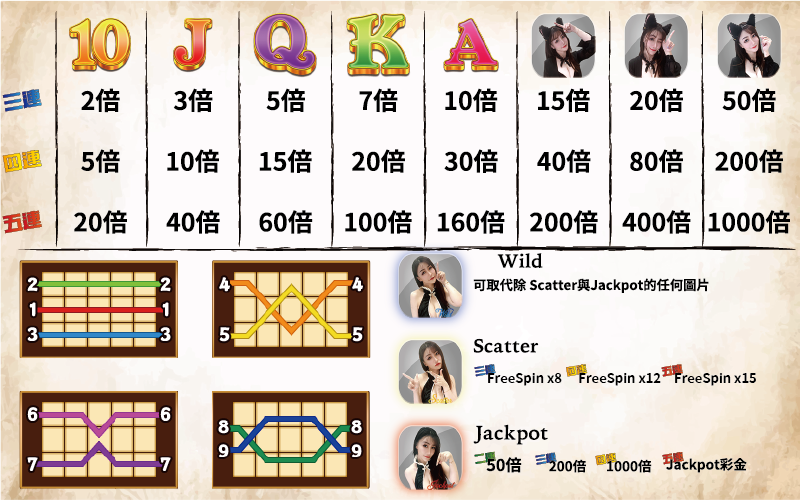 10 J Q K A
三連 2倍 3倍 5倍 7倍 10倍 15倍 20倍 50倍
四連 5倍 10倍 15倍 20倍 30倍 40倍 80倍 200倍
五連 20倍 40倍 60倍 100倍 160倍 200倍 400倍 1000倍
2 2
1 1
3 3
4 4
5 5
Wild
可取代除 Scatter與Jackpot的任何圖片
Scatter
三連 FreeSpin x8 四連 FreeSpin x12 五連 FreeSpin x15
6 6
7 7
8 8
9 9
Jackpot
二連 50倍 三連 200倍 四連 1000倍 五連 Jackpot彩金